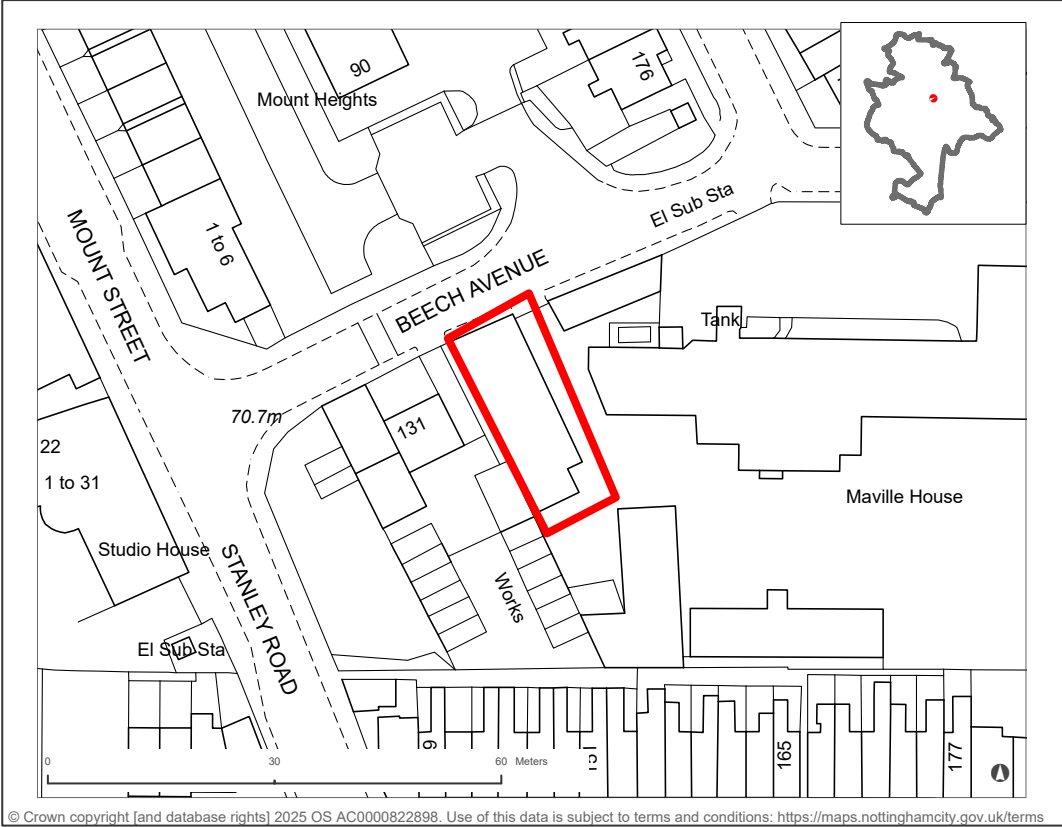 90
Mount Heights
176
El Sub Sta
MOUNT STREET
1 to 6
BEECH AVENUE
Tank
70.7m
131
22
1 to 31
Maville House
Studio House
STANLEY ROAD
Works
El Sub Sta
165
177
0 30 60 Meters
© Crown copyright [and database rights] 2025 OS AC0000822898. Use of this data is subject to terms and conditions: https://maps.nottinghamcity.gov.uk/terms